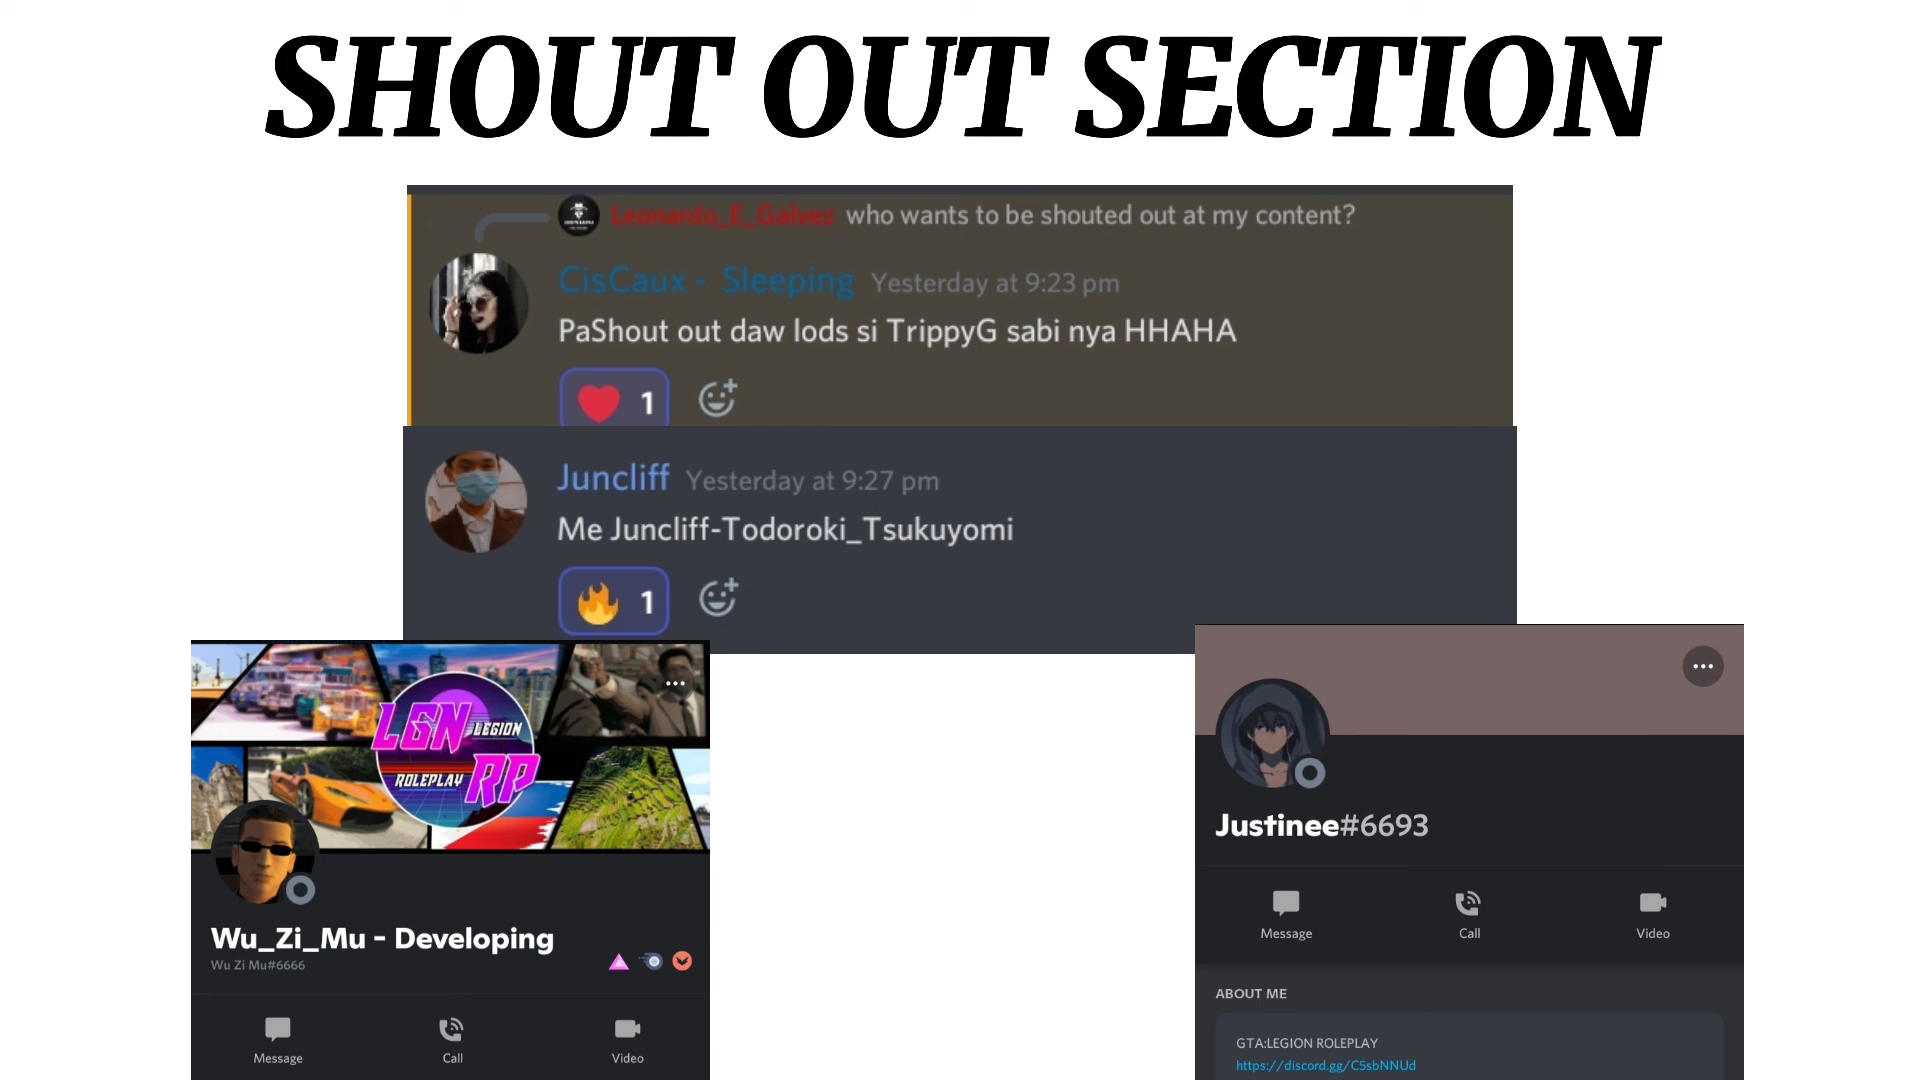 SHOUT OUT SECTION
Leonardo_E_Galvez who wants to be shouted out at my content?
CisCaux - Sleeping Yesterday at 9:23 pm
PaShout out daw lods si TrippyG sabi nya HHAHA
1
Juncliff Yesterday at 9:27 pm
Me Juncliff-Todoroki_Tsukuyomi
1
LGN LEGION
ROLEPLAY RP
Wu_Zi_Mu - Developing
Wu Zi Mu#6666
Message Call Video
Justinee#6693
Message Call Video
ABOUT ME
GTA:LEGION ROLEPLAY
https://discord.gg/C5sbNNUd